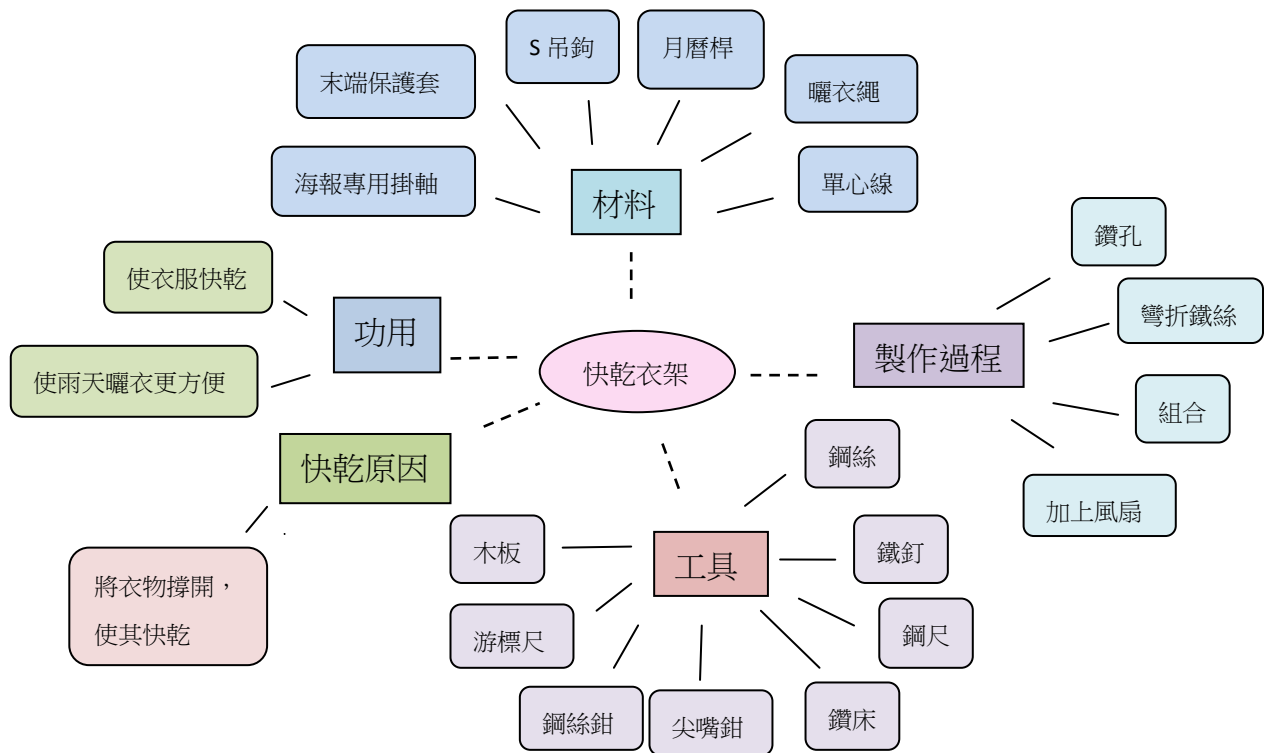 S 吊鉤
月曆桿
末端保護套
曬衣繩
海報專用掛軸
材料
單心線
鑽孔
使衣服快乾
功用
彎折鐵絲
製作過程
快乾衣架
使雨天曬衣更方便
組合
快乾原因
鋼絲
加上風扇
木板
工具
鐵釘
將衣物撐開，
使其快乾
游標尺
鋼尺
鋼絲鉗
尖嘴鉗
鑽床